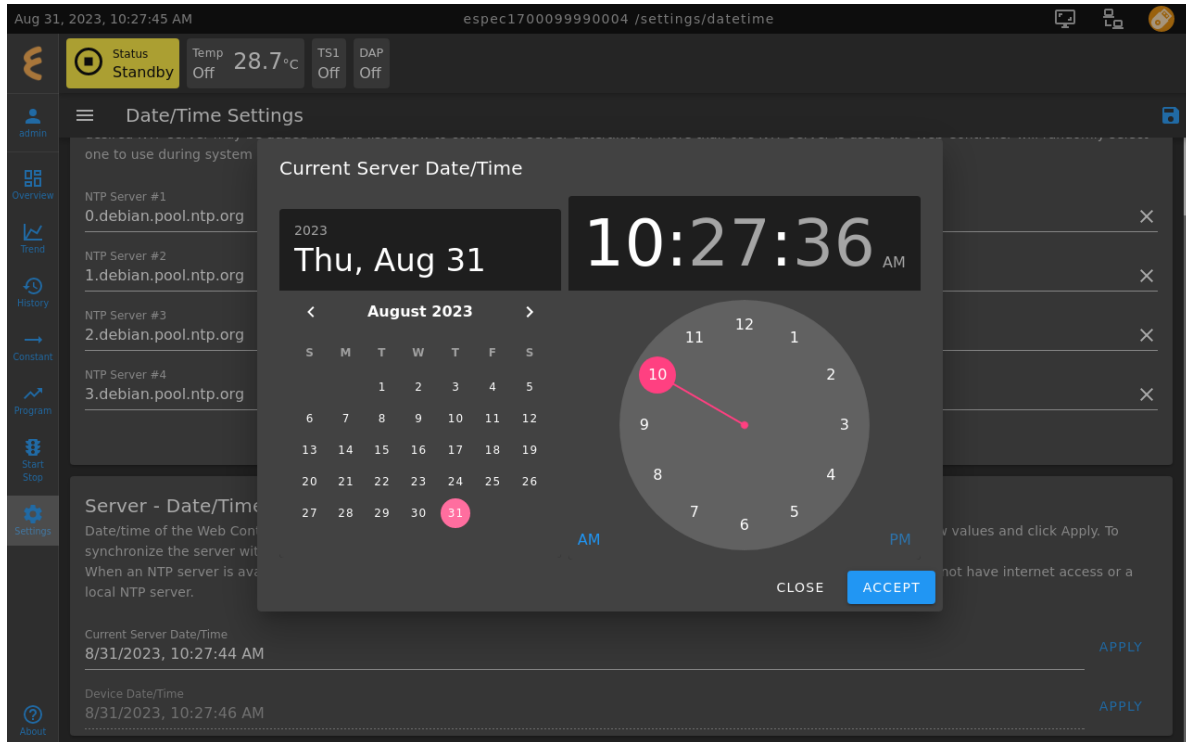 Aug 31, 2023, 10:27:45 AM
espec1700099990004 /settings/datetime
Status
Standby
Temp
Off
28.7°C
TS1
Off
DAP
Off
admin
Date/Time Settings
one to use during system
Overview
Trend
History
Constant
Program
Start
Stop
Settings
About
NTP Server #1
0.debian.pool.ntp.org
NTP Server #2
1.debian.pool.ntp.org
NTP Server #3
2.debian.pool.ntp.org
NTP Server #4
3.debian.pool.ntp.org
Current Server Date/Time
2023
Thu, Aug 31
August 2023
S M T W T F S
1 2 3 4 5
6 7 8 9 10 11 12
13 14 15 16 17 18 19
20 21 22 23 24 25 26
27 28 29 30 31
10:27:36 AM
12
11 1
10 2
9 3
8 4
7 5
6
AM PM
CLOSE ACCEPT
Server - Date/Time
Date/time of the Web Cont
values and click Apply. To
synchronize the server wit
When an NTP server is ava
not have internet access or a
local NTP server.
Current Server Date/Time
8/31/2023, 10:27:44 AM
APPLY
Device Date/Time
8/31/2023, 10:27:46 AM
APPLY